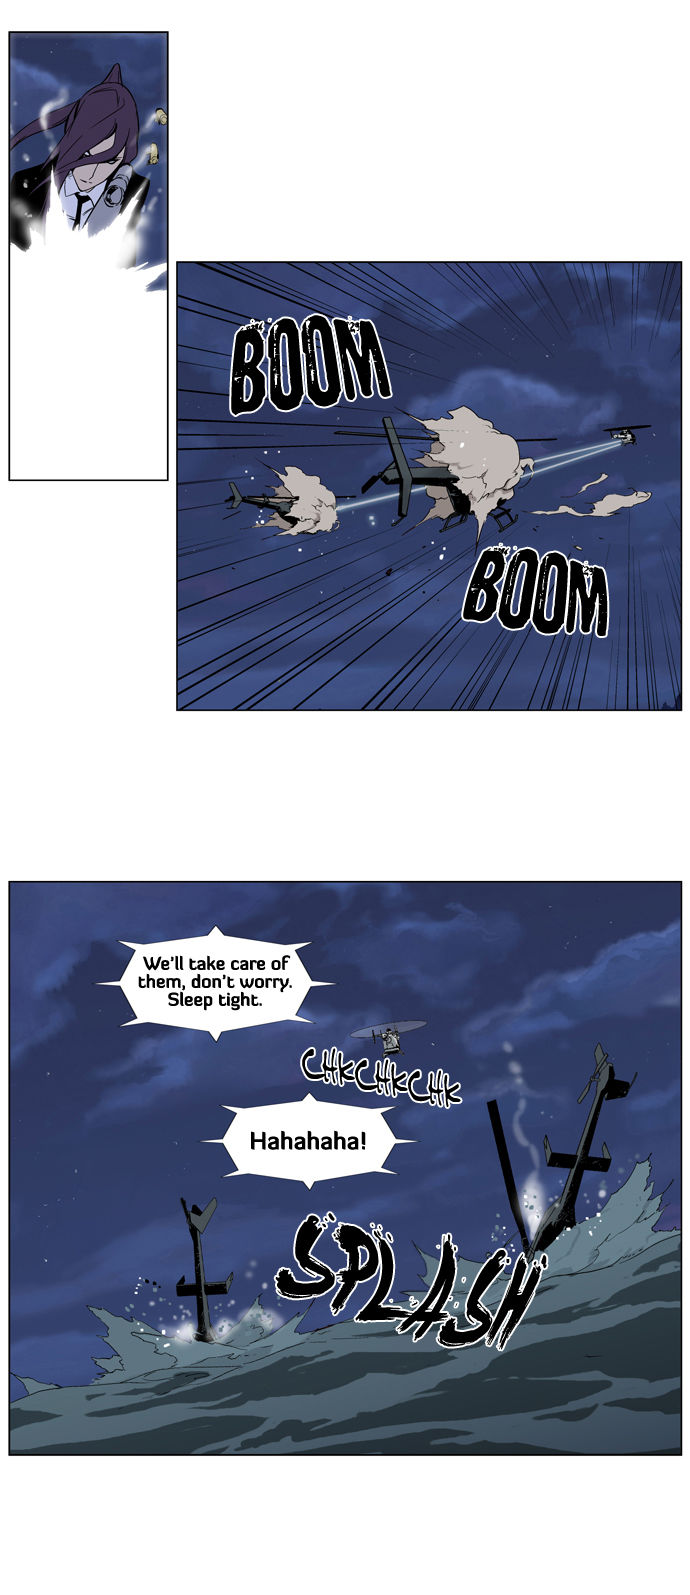 BOOM
BOOM
We'll take care of
them, don't worry.
Sleep tight.
CHKCHKCHK
Hahahaha!
SPLASH